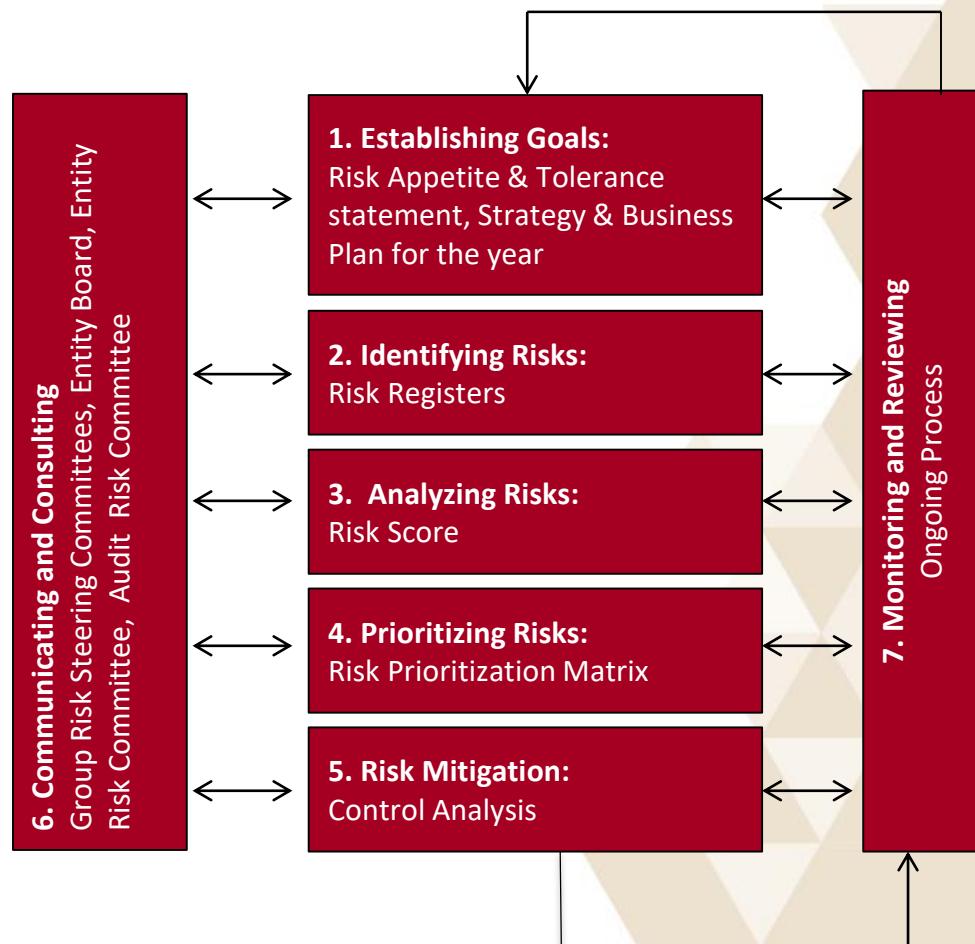 6. Communicating and Consulting
Group Risk Steering Committees, Entity Board, Entity
Risk Committee, Audit Risk Committee
1. Establishing Goals:
Risk Appetite & Tolerance
statement, Strategy & Business
Plan for the year
2. Identifying Risks:
Risk Registers
3. Analyzing Risks:
Risk Score
4. Prioritizing Risks:
Risk Prioritization Matrix
5. Risk Mitigation:
Control Analysis
7. Monitoring and Reviewing
Ongoing Process